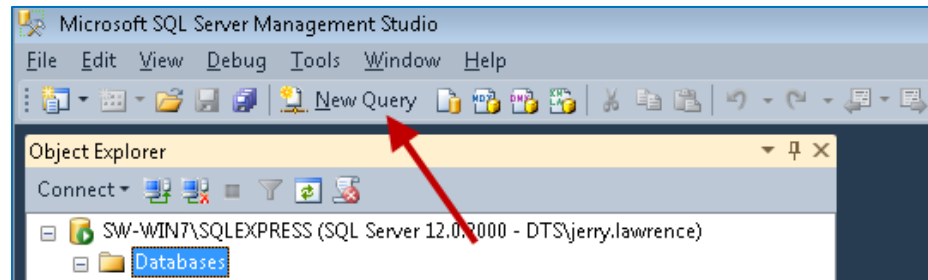 Microsoft SQL Server Management Studio
File Edit View Debug Tools Window Help
New Query
Object Explorer
Connect
SW-WIN7\SQLEXPRESS (SQL Server 12.0.2000 - DTS\jerry.lawrence)
Databases